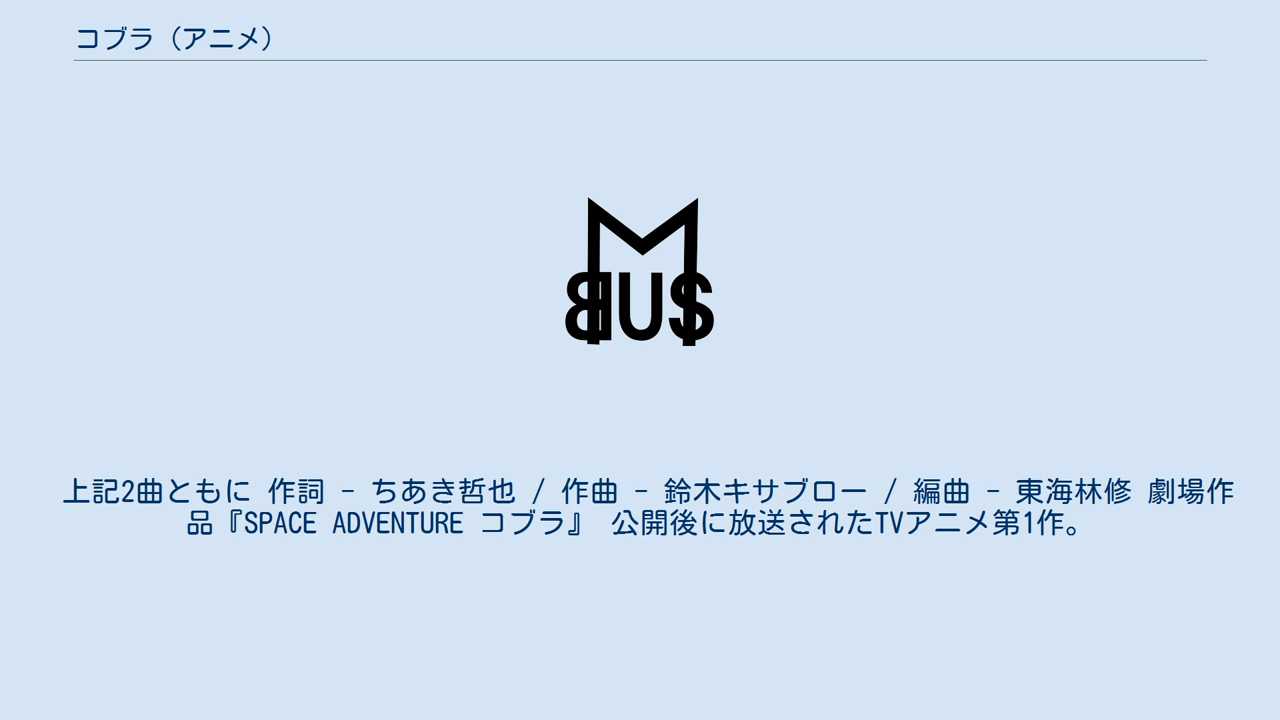 コブラ（アニメ）
M
BUS
上記2曲ともに 作詞 - ちあき哲也 / 作曲 - 鈴木キサブロー / 編曲 - 東海林修 劇場作
品『SPACE ADVENTURE コブラ』 公開後に放送されたTVアニメ第1作。